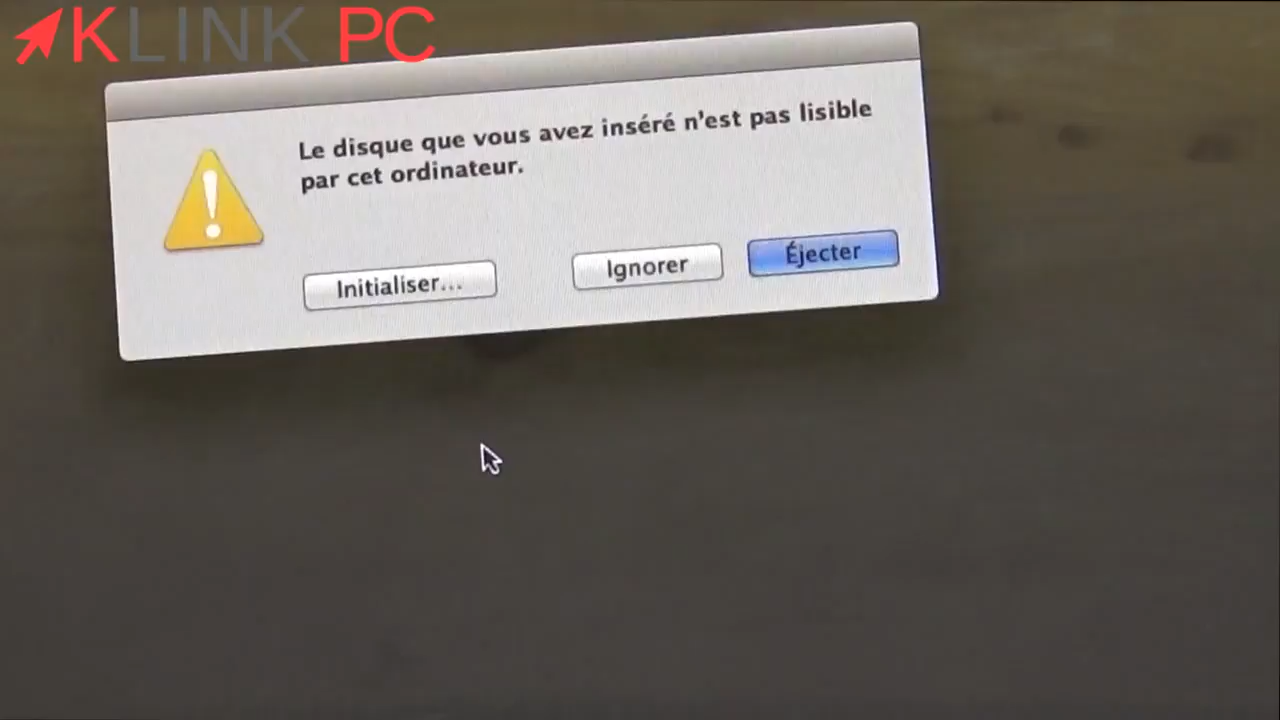 KLINK PC
Le disque que vous avez inséré n'est pas lisible
par cet ordinateur.
Initialiser...
Ignorer
Éjecter